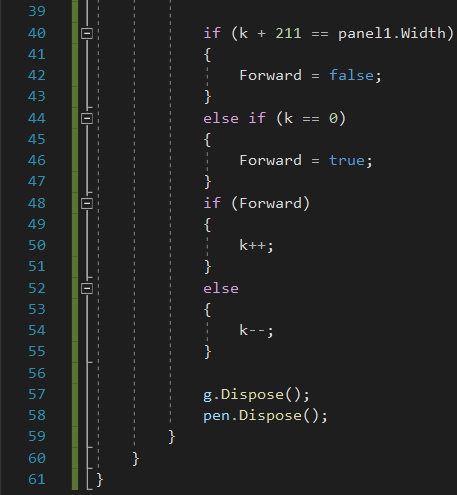 39
40 if (k + 211 == panel1.Width)
41 {
42 Forward = false;
43 }
44 else if (k == 0)
45 {
46 Forward = true;
47 }
48 if (Forward)
49 {
50 k++;
51 }
52 else
53 {
54 k--;
55 }
56
57 g.Dispose();
58 pen.Dispose();
59 }
60 }
61 }